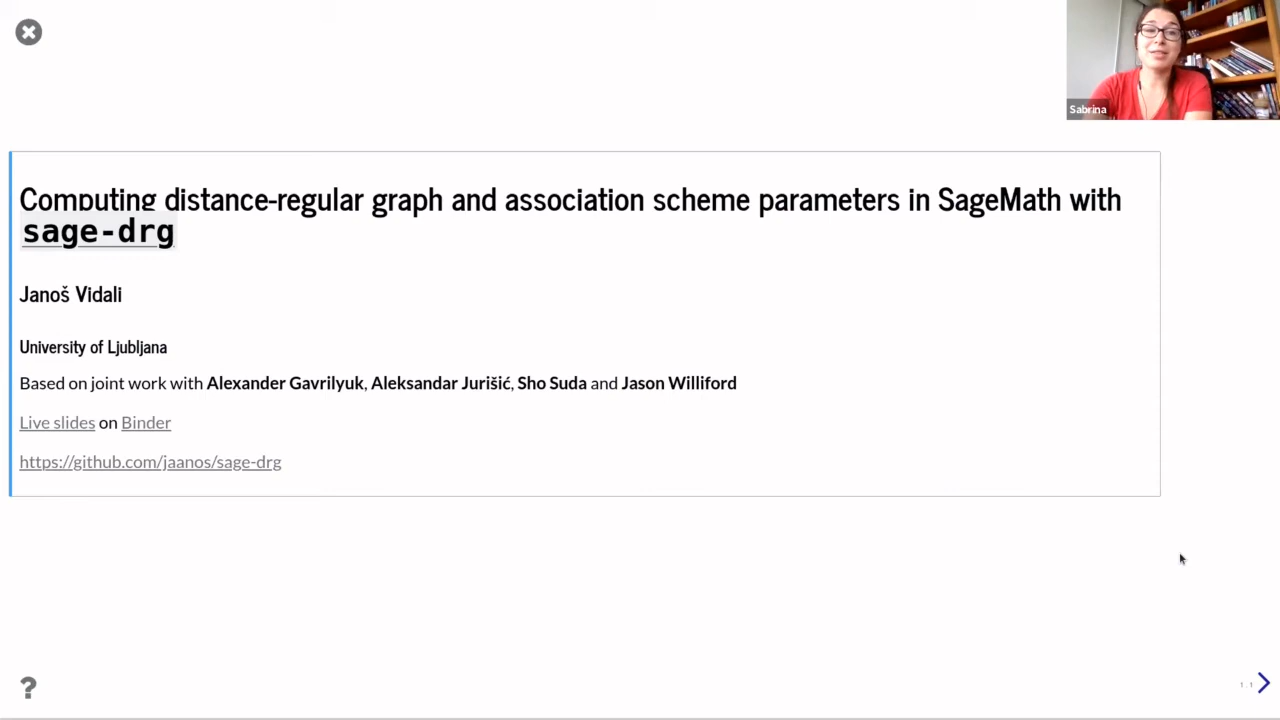 Sabrina
Computing distance-regular graph and association scheme parameters in SageMath with
sage-drg
Janoš Vidali
University of Ljubljana
Based on joint work with Alexander Gavrilyuk, Aleksandar Jurišić, Sho Suda and Jason Williford
Live slides on Binder
https://github.com/jaanos/sage-drg
?
1.1